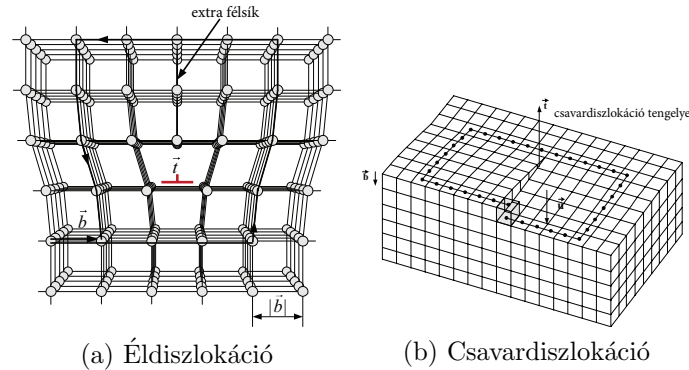 extra félsík
t⃗
b⃗
|b⃗|
(a) Éldiszlokáció
t⃗
csavardiszlokáció tengelye
b⃗
(b) Csavardiszlokáció